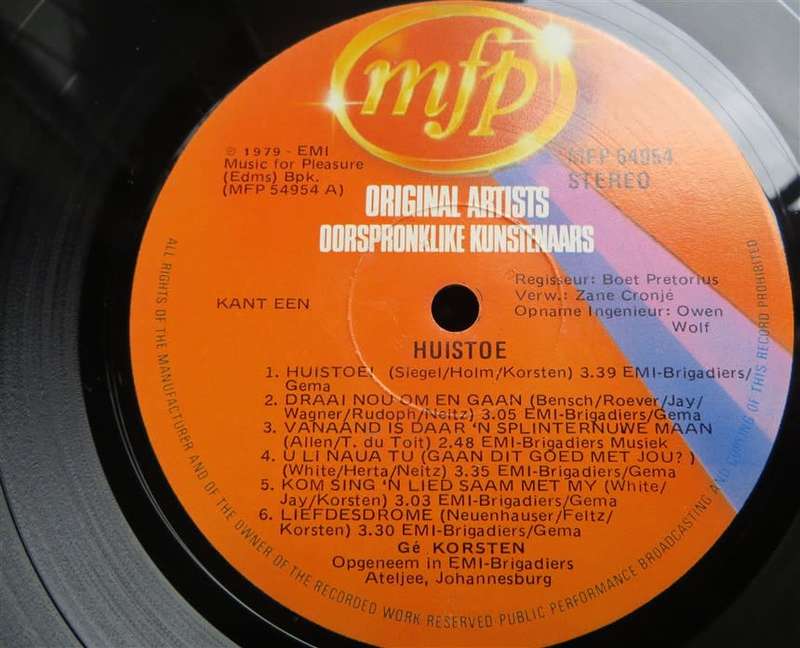 mfp
℗ 1979 - EMI
Music for Pleasure
(Edms) Bpk.
(MFP 54954 A)
MFP 54954
STEREO
ORIGINAL ARTISTS
OORSPRONKLIKE KUNSTENAARS
KANT EEN
Regisseur: Boet Pretorius
Verw.: Zane Cronjé
Opname Ingenieur: Owen
Wolf
HUISTOE
1. HUISTOE! (Siegel/Holm/Korsten) 3.39 EMI-Brigadiers/
Gema
2. DRAAI NOU OM EN GAAN (Bensch/Roever/Jay/
Wagner/Rudoph/Neitz) 3.05 EMI-Brigadiers/Gema
3. VANAAND IS DAAR 'N SPLINTERNUWE MAAN
(Allen/T. du Toit) 2.48 EMI-Brigadiers Musiek
4. U LI NAUA TU (GAAN DIT GOED MET JOU?)
(White/Herta/Neitz) 3.35 EMI-Brigadiers/Gema
5. KOM SING 'N LIED SAAM MET MY (White/
Jay/Korsten) 3.03 EMI-Brigadiers/Gema
6. LIEFDESDROME (Neuenhauser/Feltz/
Korsten) 3.30 EMI-Brigadiers/Gema
Gé KORSTEN
Opgeneem in EMI-Brigadiers
Ateljee, Johannesburg
ALL RIGHTS OF THE MANUFACTURER AND OF THE OWNER OF THE RECORDED WORK RESERVED PUBLIC PERFORMANCE BROADCASTING AND COPYING OF THIS RECORD PROHIBITED